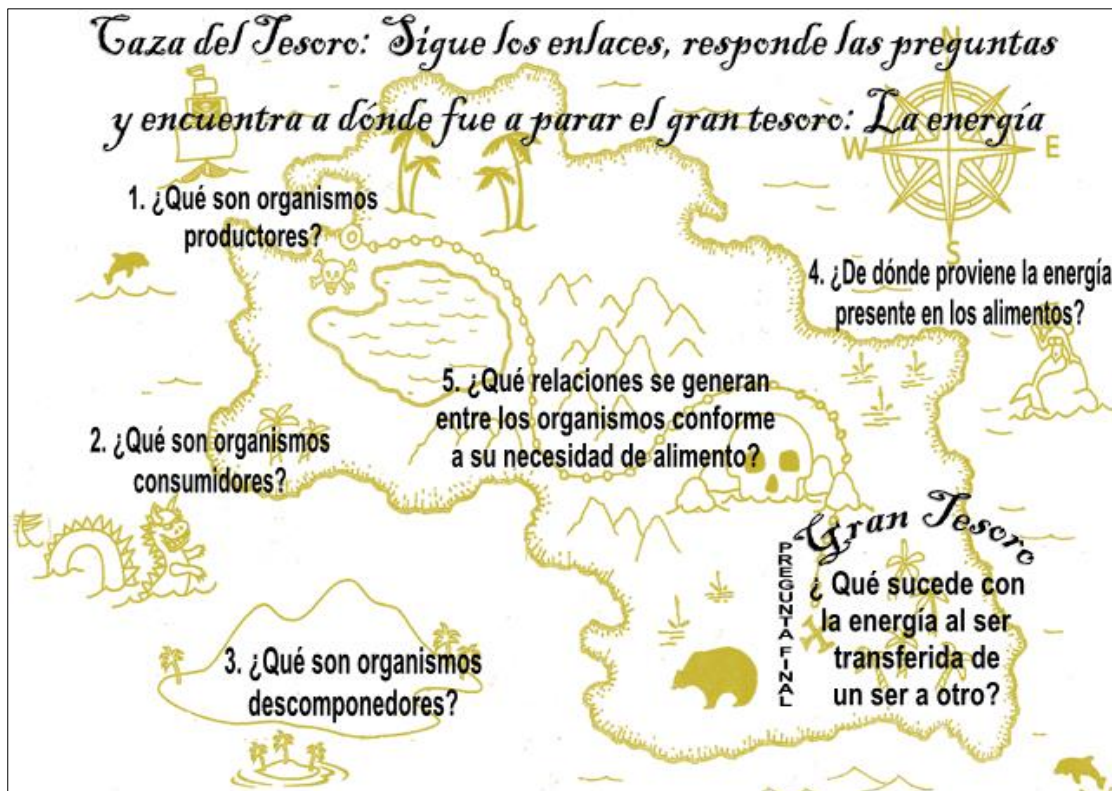 Caza del Tesoro: Sigue los enlaces, responde las preguntas
y encuentra a dónde fue a parar el gran tesoro: La energía
N
W
E
S
1. ¿Qué son organismos
productores?
4. ¿De dónde proviene la energía
presente en los alimentos?
5. ¿Qué relaciones se generan
entre los organismos conforme
a su necesidad de alimento?
2. ¿Qué son organismos
consumidores?
Gran Tesoro
PREGUNTA FINAL
¿ Qué sucede con
la energía al ser
transferida de
un ser a otro?
3. ¿Qué son organismos
descomponedores?